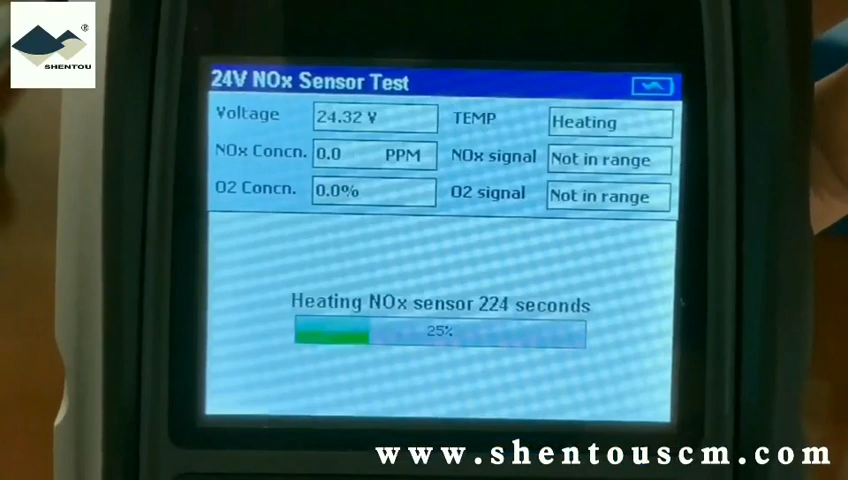 ®
SHENTOU
24V NOx Sensor Test
Voltage 24.32 V TEMP Heating
NOx Concn. 0.0 PPM NOx signal Not in range
O2 Concn. 0.0% O2 signal Not in range
Heating NOx sensor 224 seconds
25%
www.shentouscm.com